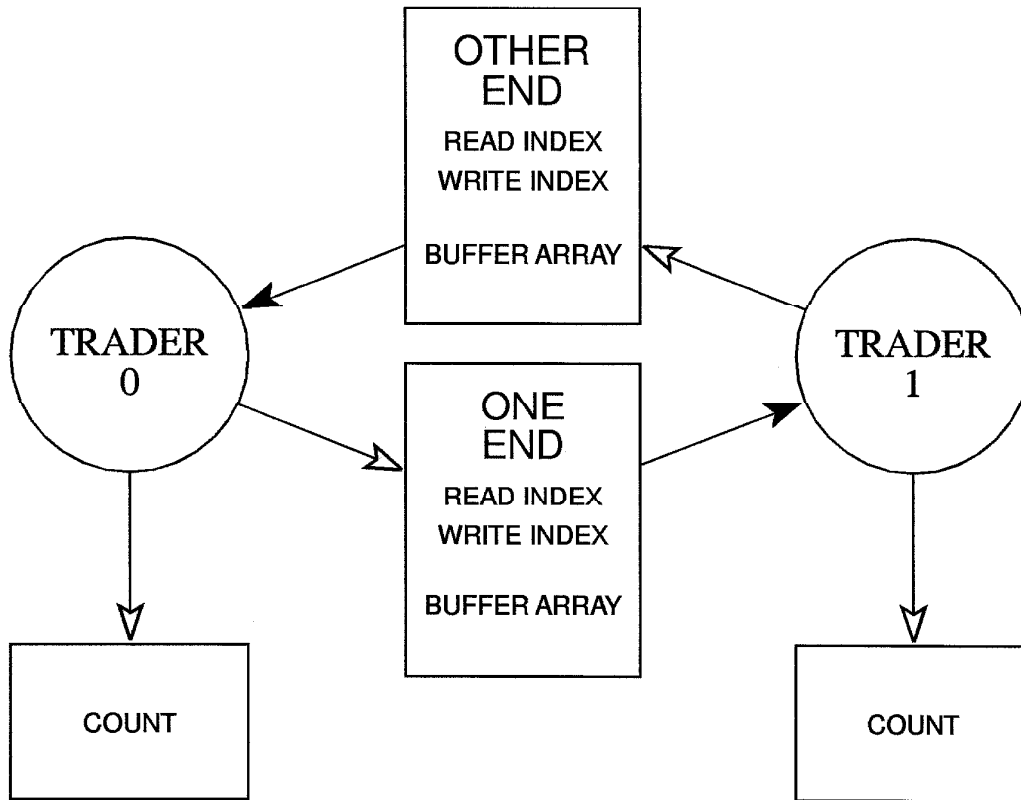 OTHER
END
READ INDEX
WRITE INDEX
BUFFER ARRAY
TRADER
0
TRADER
1
ONE
END
READ INDEX
WRITE INDEX
BUFFER ARRAY
COUNT
COUNT